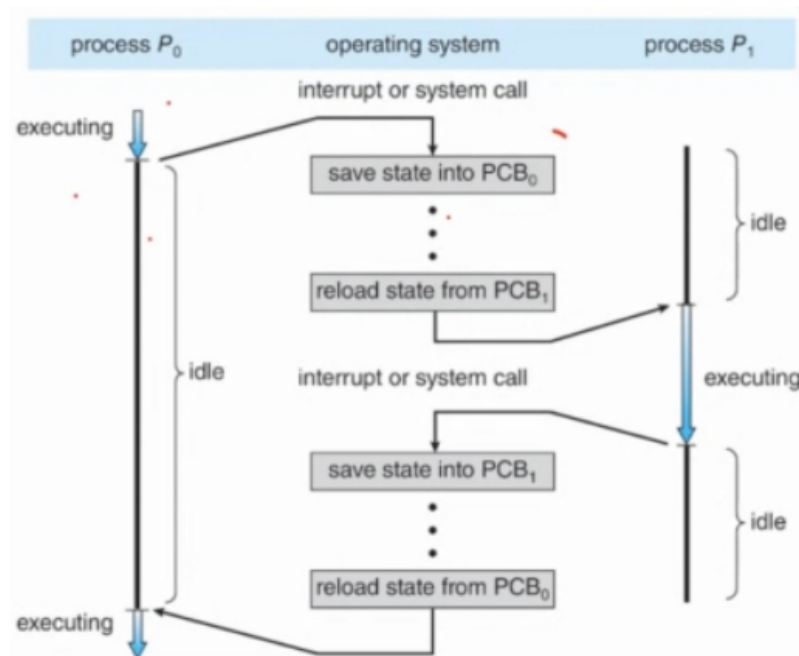 process P₀ operating system process P₁
interrupt or system call
executing
save state into PCB₀
idle
reload state from PCB₁
idle
interrupt or system call
executing
save state into PCB₁
idle
reload state from PCB₀
executing